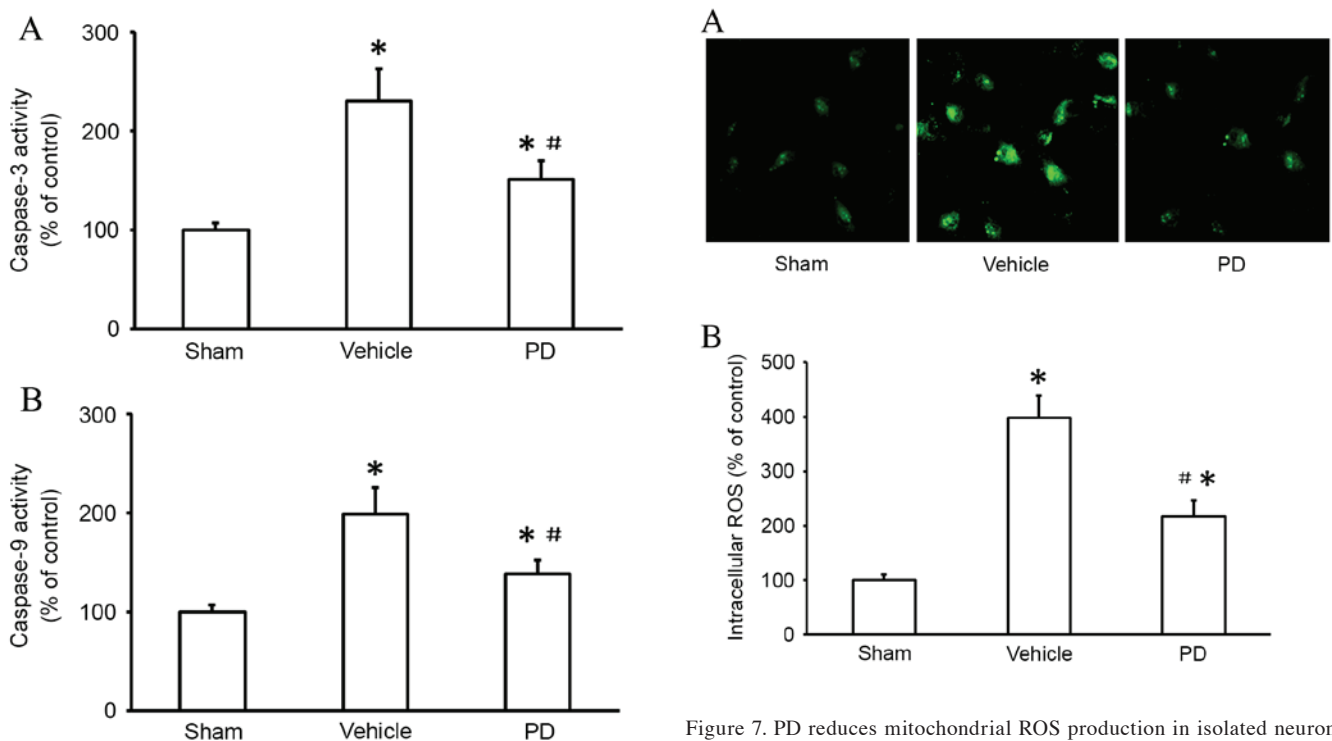 A
Caspase-3 activity
(% of control)
300
200
100
0
*
* #
Sham Vehicle PD
B
Caspase-9 activity
(% of control)
300
200
100
0
*
* #
Sham Vehicle PD
A
Sham Vehicle PD
B
Intracellular ROS (% of control)
500
400
300
200
100
0
*
# *
Sham Vehicle PD
Figure 7. PD reduces mitochondrial ROS production in isolated neuron